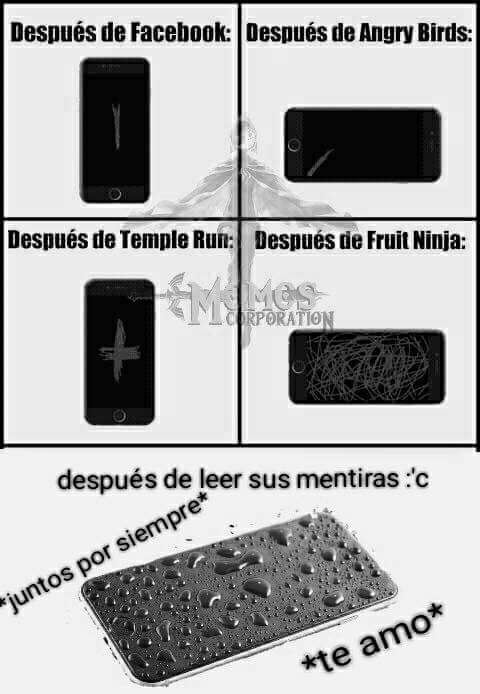 Después de Facebook:
Después de Angry Birds:
Después de Temple Run:
Después de Fruit Ninja:
MeMOS
CORPORATION
después de leer sus mentiras :'c
*juntos por siempre*
*te amo*